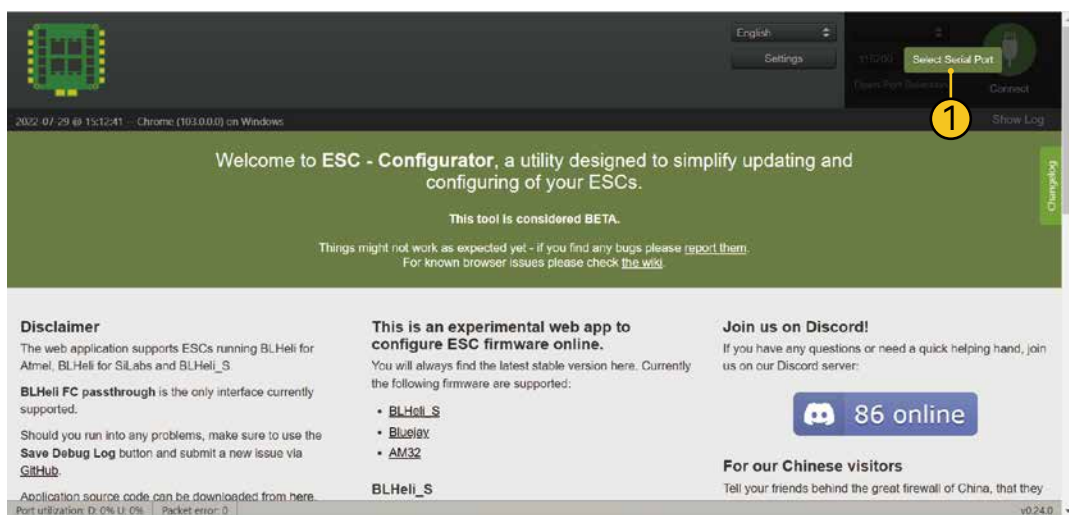 English
Settings
115200
Select Serial Port
Connect
1
2022-07-29 @ 15:12:41 -- Chrome (103.0.0.0) on Windows
Show Log
Changelog
Welcome to ESC - Configurator, a utility designed to simplify updating and
configuring of your ESCs.
This tool is considered BETA.
Things might not work as expected yet - if you find any bugs please report them.
For known browser issues please check the wiki.
Disclaimer
The web application supports ESCs running BLHeli for
Atmel, BLHeli for SiLabs and BLHeli_S.
BLHeli FC passthrough is the only interface currently
supported.
Should you run into any problems, make sure to use the
Save Debug Log button and submit a new issue via
GitHub.
Application source code can be downloaded from here.
This is an experimental web app to
configure ESC firmware online.
You will always find the latest stable version here. Currently
the following firmware are supported:
• BLHeli_S
• Bluejay
• AM32
BLHeli_S
Join us on Discord!
If you have any questions or need a quick helping hand, join
us on our Discord server:
86 online
For our Chinese visitors
Tell your friends behind the great firewall of China, that they
Port utilization: D: 0% U: 0%
Packet error: 0
v0.24.0